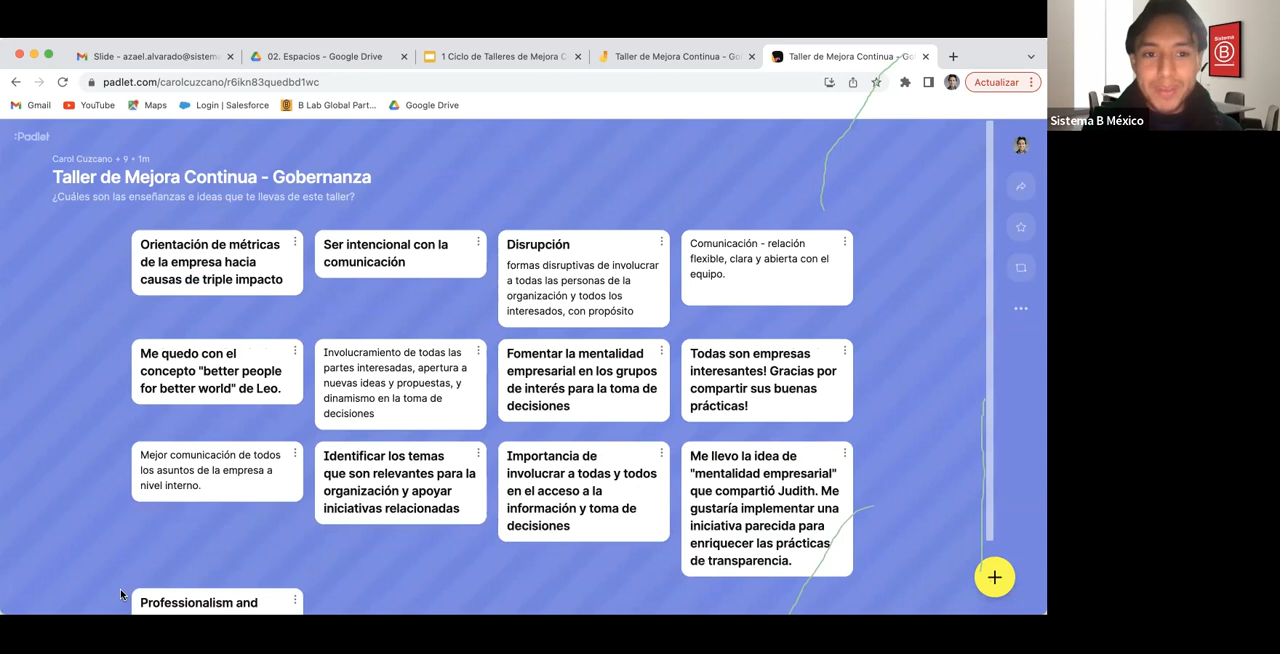 Slide - azael.alvarado@sistema
02. Espacios - Google Drive
1 Ciclo de Talleres de Mejora C
Taller de Mejora Continua - Go
Taller de Mejora Continua - Go
padlet.com/carolcuzcano/r6ikn83quedbd1wc
Actualizar
Gmail
YouTube
Maps
Login | Salesforce
B Lab Global Part...
Google Drive
:Padlet
Carol Cuzcano + 9 • 1m
Taller de Mejora Continua - Gobernanza
¿Cuáles son las enseñanzas e ideas que te llevas de este taller?
Orientación de métricas
de la empresa hacia
causas de triple impacto
Ser intencional con la
comunicación
Disrupción
formas disruptivas de involucrar
a todas las personas de la
organización y todos los
interesados, con propósito
Comunicación - relación
flexible, clara y abierta con el
equipo.
Me quedo con el
concepto "better people
for better world" de Leo.
Involucramiento de todas las
partes interesadas, apertura a
nuevas ideas y propuestas, y
dinamismo en la toma de
decisiones
Fomentar la mentalidad
empresarial en los grupos
de interés para la toma de
decisiones
Todas son empresas
interesantes! Gracias por
compartir sus buenas
prácticas!
Mejor comunicación de todos
los asuntos de la empresa a
nivel interno.
Identificar los temas
que son relevantes para la
organización y apoyar
iniciativas relacionadas
Importancia de
involucrar a todas y todos
en el acceso a la
información y toma de
decisiones
Me llevo la idea de
"mentalidad empresarial"
que compartió Judith. Me
gustaría implementar una
iniciativa parecida para
enriquecer las prácticas
de transparencia.
Professionalism and
Sistema
B
Sistema B México